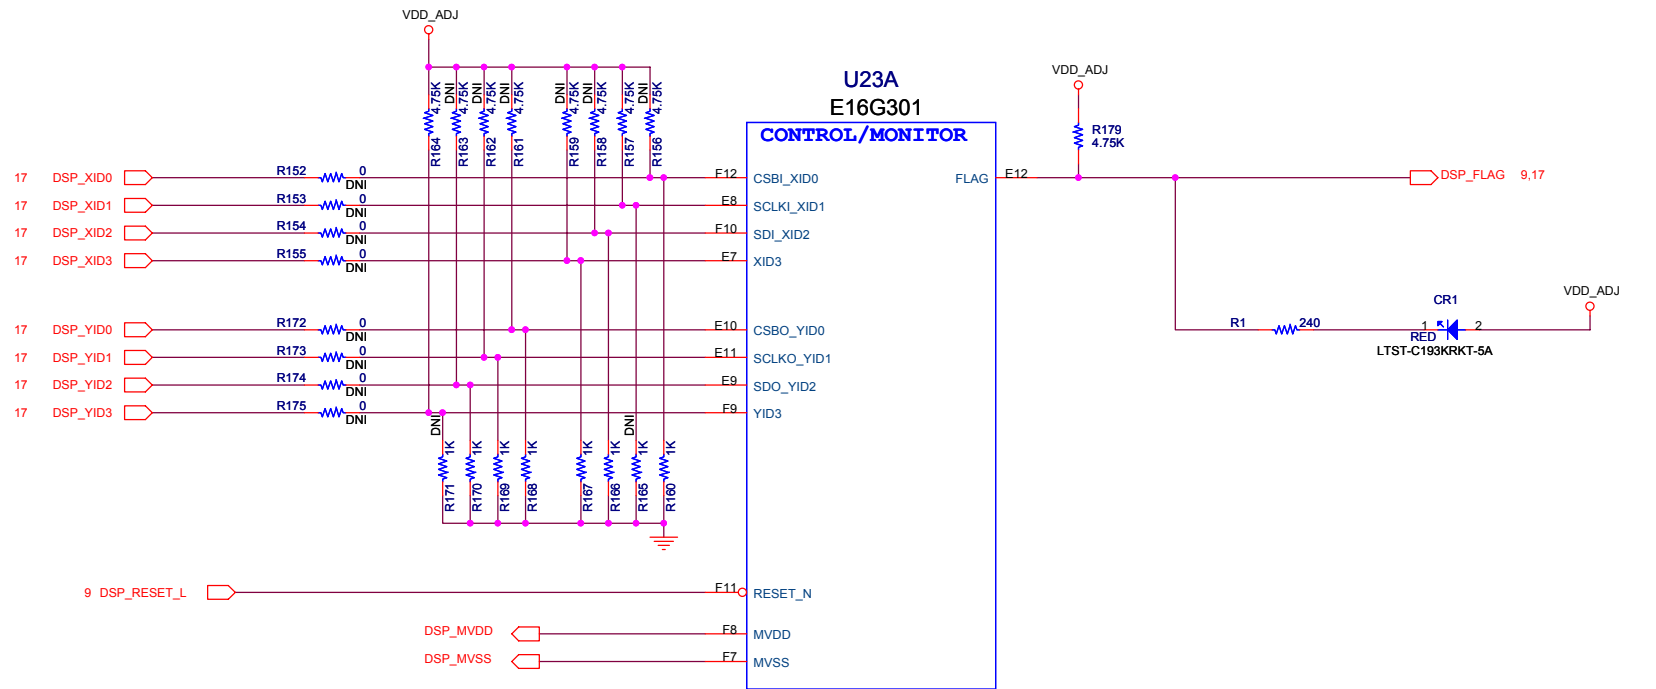 VDD_ADJ
U23A
E16G301
CONTROL/MONITOR
VDD_ADJ
R179
4.75K
DNI DNI DNI DNI DNI DNI
4.75K 4.75K 4.75K 4.75K 4.75K 4.75K 4.75K 4.75K
R164 R163 R162 R161 R159 R158 R157 R156
17 DSP_XID0 R152 0 DNI
17 DSP_XID1 R153 0 DNI
17 DSP_XID2 R154 0 DNI
17 DSP_XID3 R155 0 DNI
17 DSP_YID0 R172 0 DNI
17 DSP_YID1 R173 0 DNI
17 DSP_YID2 R174 0 DNI
17 DSP_YID3 R175 0 DNI
CSBI_XID0
E8 SCLKI_XID1
SDI_XID2
E7 XID3
CSBO_YID0
SCLKO_YID1
E9 SDO_YID2
F9 YID3
FLAG
DSP_FLAG 9,17
VDD_ADJ
CR1
R1 240 1 2
RED
LTST-C193KRKT-5A
DNI DNI
1K 1K 1K 1K 1K 1K 1K 1K
R171 R170 R169 R168 R167 R166 R165 R160
9 DSP_RESET_L RESET_N
DSP_MVDD F8 MVDD
DSP_MVSS F7 MVSS